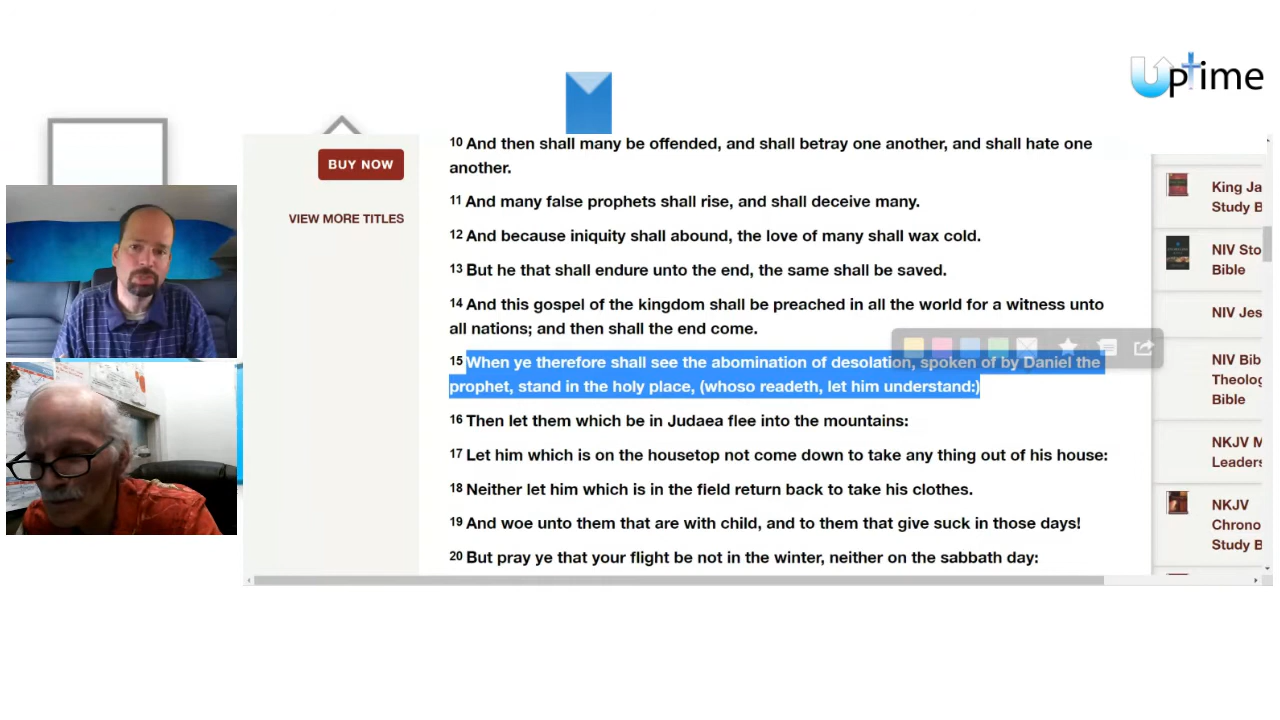 Uptime
BUY NOW
VIEW MORE TITLES
10 And then shall many be offended, and shall betray one another, and shall hate one
another.
11 And many false prophets shall rise, and shall deceive many.
12 And because iniquity shall abound, the love of many shall wax cold.
13 But he that shall endure unto the end, the same shall be saved.
14 And this gospel of the kingdom shall be preached in all the world for a witness unto
all nations; and then shall the end come.
15 When ye therefore shall see the abomination of desolation, spoken of by Daniel the
prophet, stand in the holy place, (whoso readeth, let him understand:)
16 Then let them which be in Judaea flee into the mountains:
17 Let him which is on the housetop not come down to take any thing out of his house:
18 Neither let him which is in the field return back to take his clothes.
19 And woe unto them that are with child, and to them that give suck in those days!
20 But pray ye that your flight be not in the winter, neither on the sabbath day:
King Ja
Study B
NIV Sto
Bible
NIV Jes
NIV Bib
Theolog
Bible
NKJV M
Leaders
NKJV
Chrono
Study B